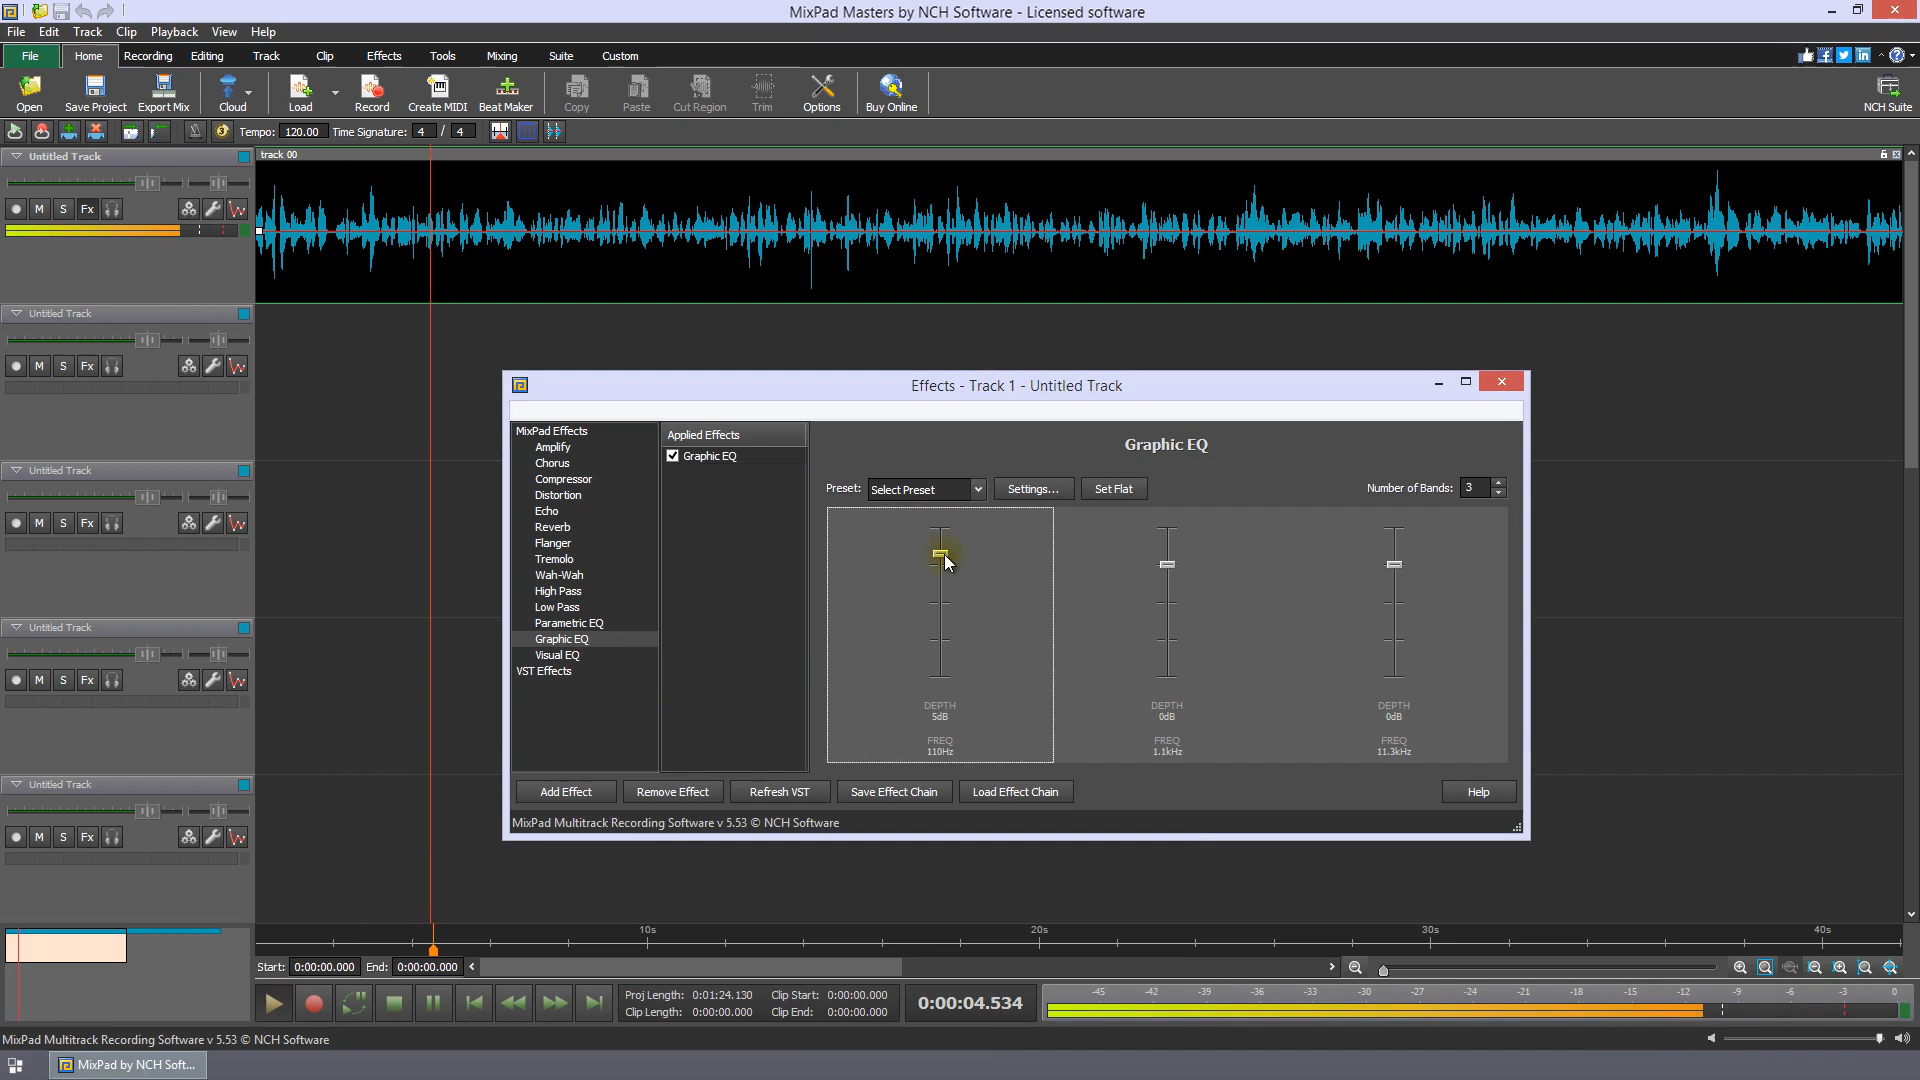 MixPad Masters by NCH Software - Licensed software
File Edit Track Clip Playback View Help
File Home Recording Editing Track Clip Effects Tools Mixing Suite Custom
Open Save Project Export Mix Cloud Load Record Create MIDI Beat Maker Copy Paste Cut Region Trim Options Buy Online NCH Suite
Tempo: 120.00 Time Signature: 4 / 4
Untitled Track
track 00
M S Fx
Untitled Track
M S Fx
Untitled Track
M S Fx
Untitled Track
M S Fx
Untitled Track
M S Fx
Effects - Track 1 - Untitled Track
MixPad Effects
Amplify
Chorus
Compressor
Distortion
Echo
Reverb
Flanger
Tremolo
Wah-Wah
High Pass
Low Pass
Parametric EQ
Graphic EQ
Visual EQ
VST Effects
Applied Effects
Graphic EQ
Graphic EQ
Preset: Select Preset Settings... Set Flat Number of Bands: 3
DEPTH DEPTH DEPTH
5dB 0dB 0dB
FREQ FREQ FREQ
110Hz 1.1kHz 11.3kHz
Add Effect Remove Effect Refresh VST Save Effect Chain Load Effect Chain Help
MixPad Multitrack Recording Software v 5.53 © NCH Software
10s 20s 30s 40s
Start: 0:00:00.000 End: 0:00:00.000
Proj Length: 0:01:24.130 Clip Start: 0:00:00.000
Clip Length: 0:00:00.000 Clip End: 0:00:00.000
0:00:04.534
-45 -42 -39 -36 -33 -30 -27 -24 -21 -18 -15 -12 -9 -6 -3 0
MixPad Multitrack Recording Software v 5.53 © NCH Software
MixPad by NCH Soft...